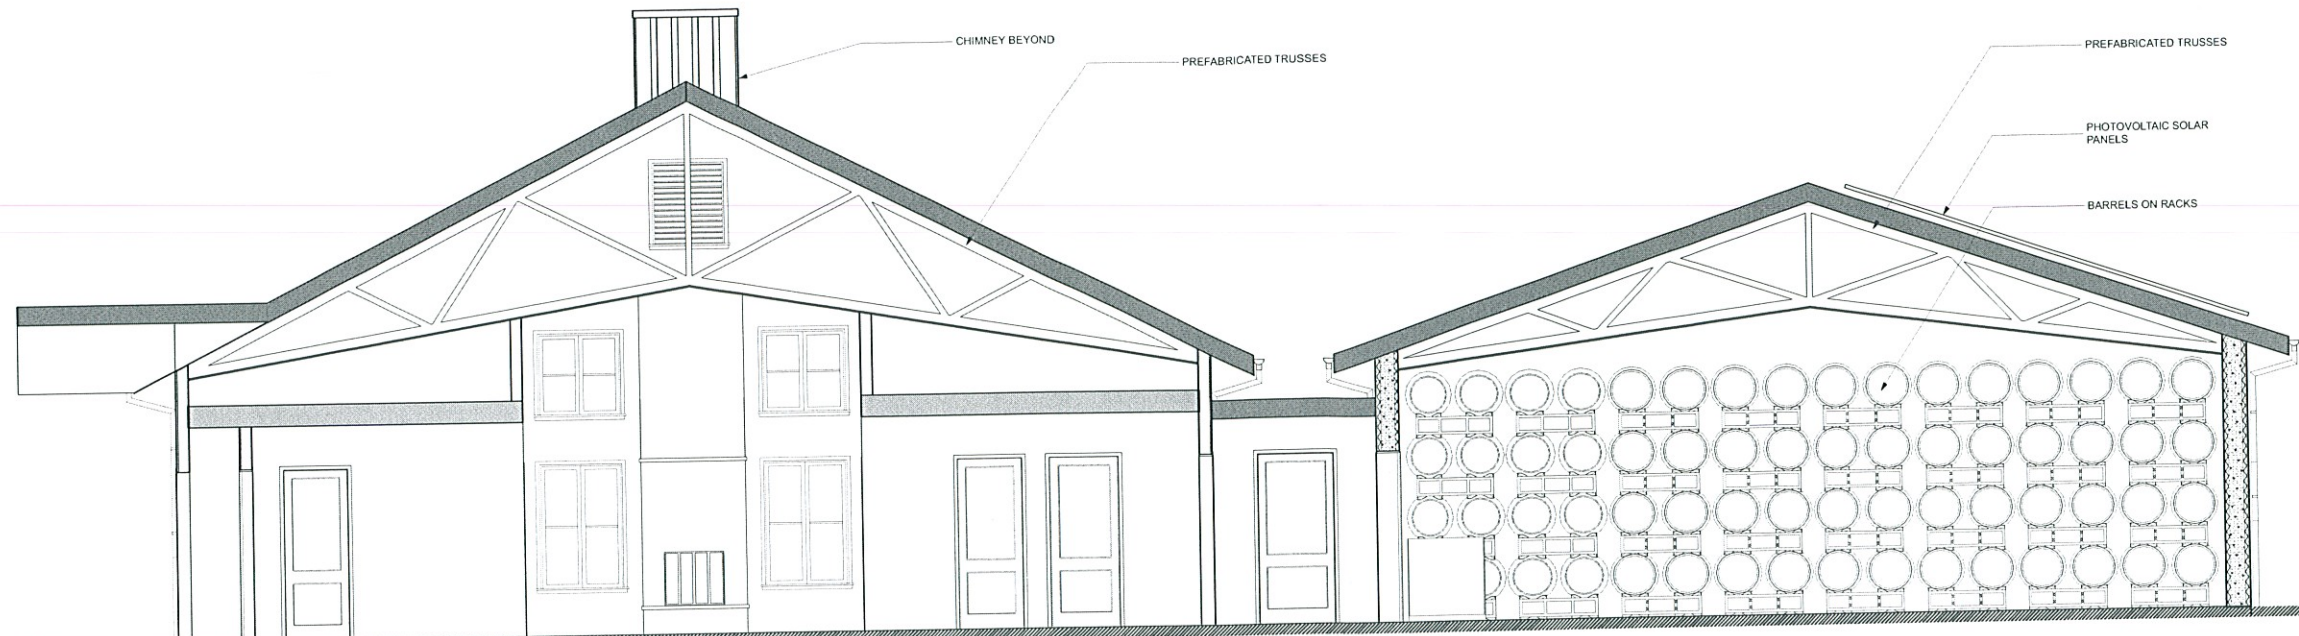 CHIMNEY BEYOND
PREFABRICATED TRUSSES
PREFABRICATED TRUSSES
PHOTOVOLTAIC SOLAR
PANELS
BARRELS ON RACKS